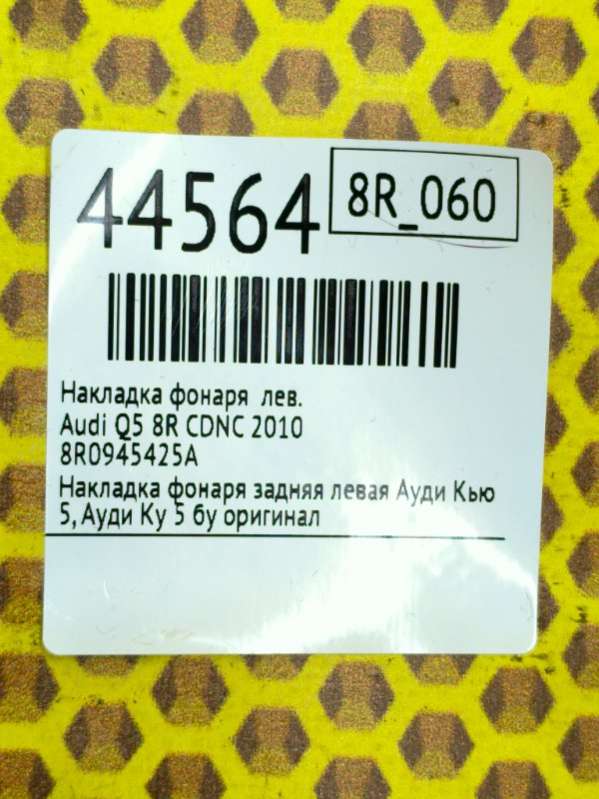 44564
8R_060
Накладка фонаря лев.
Audi Q5 8R CDNC 2010
8R0945425A
Накладка фонаря задняя левая Ауди Кью
5, Ауди Ку 5 бу оригинал